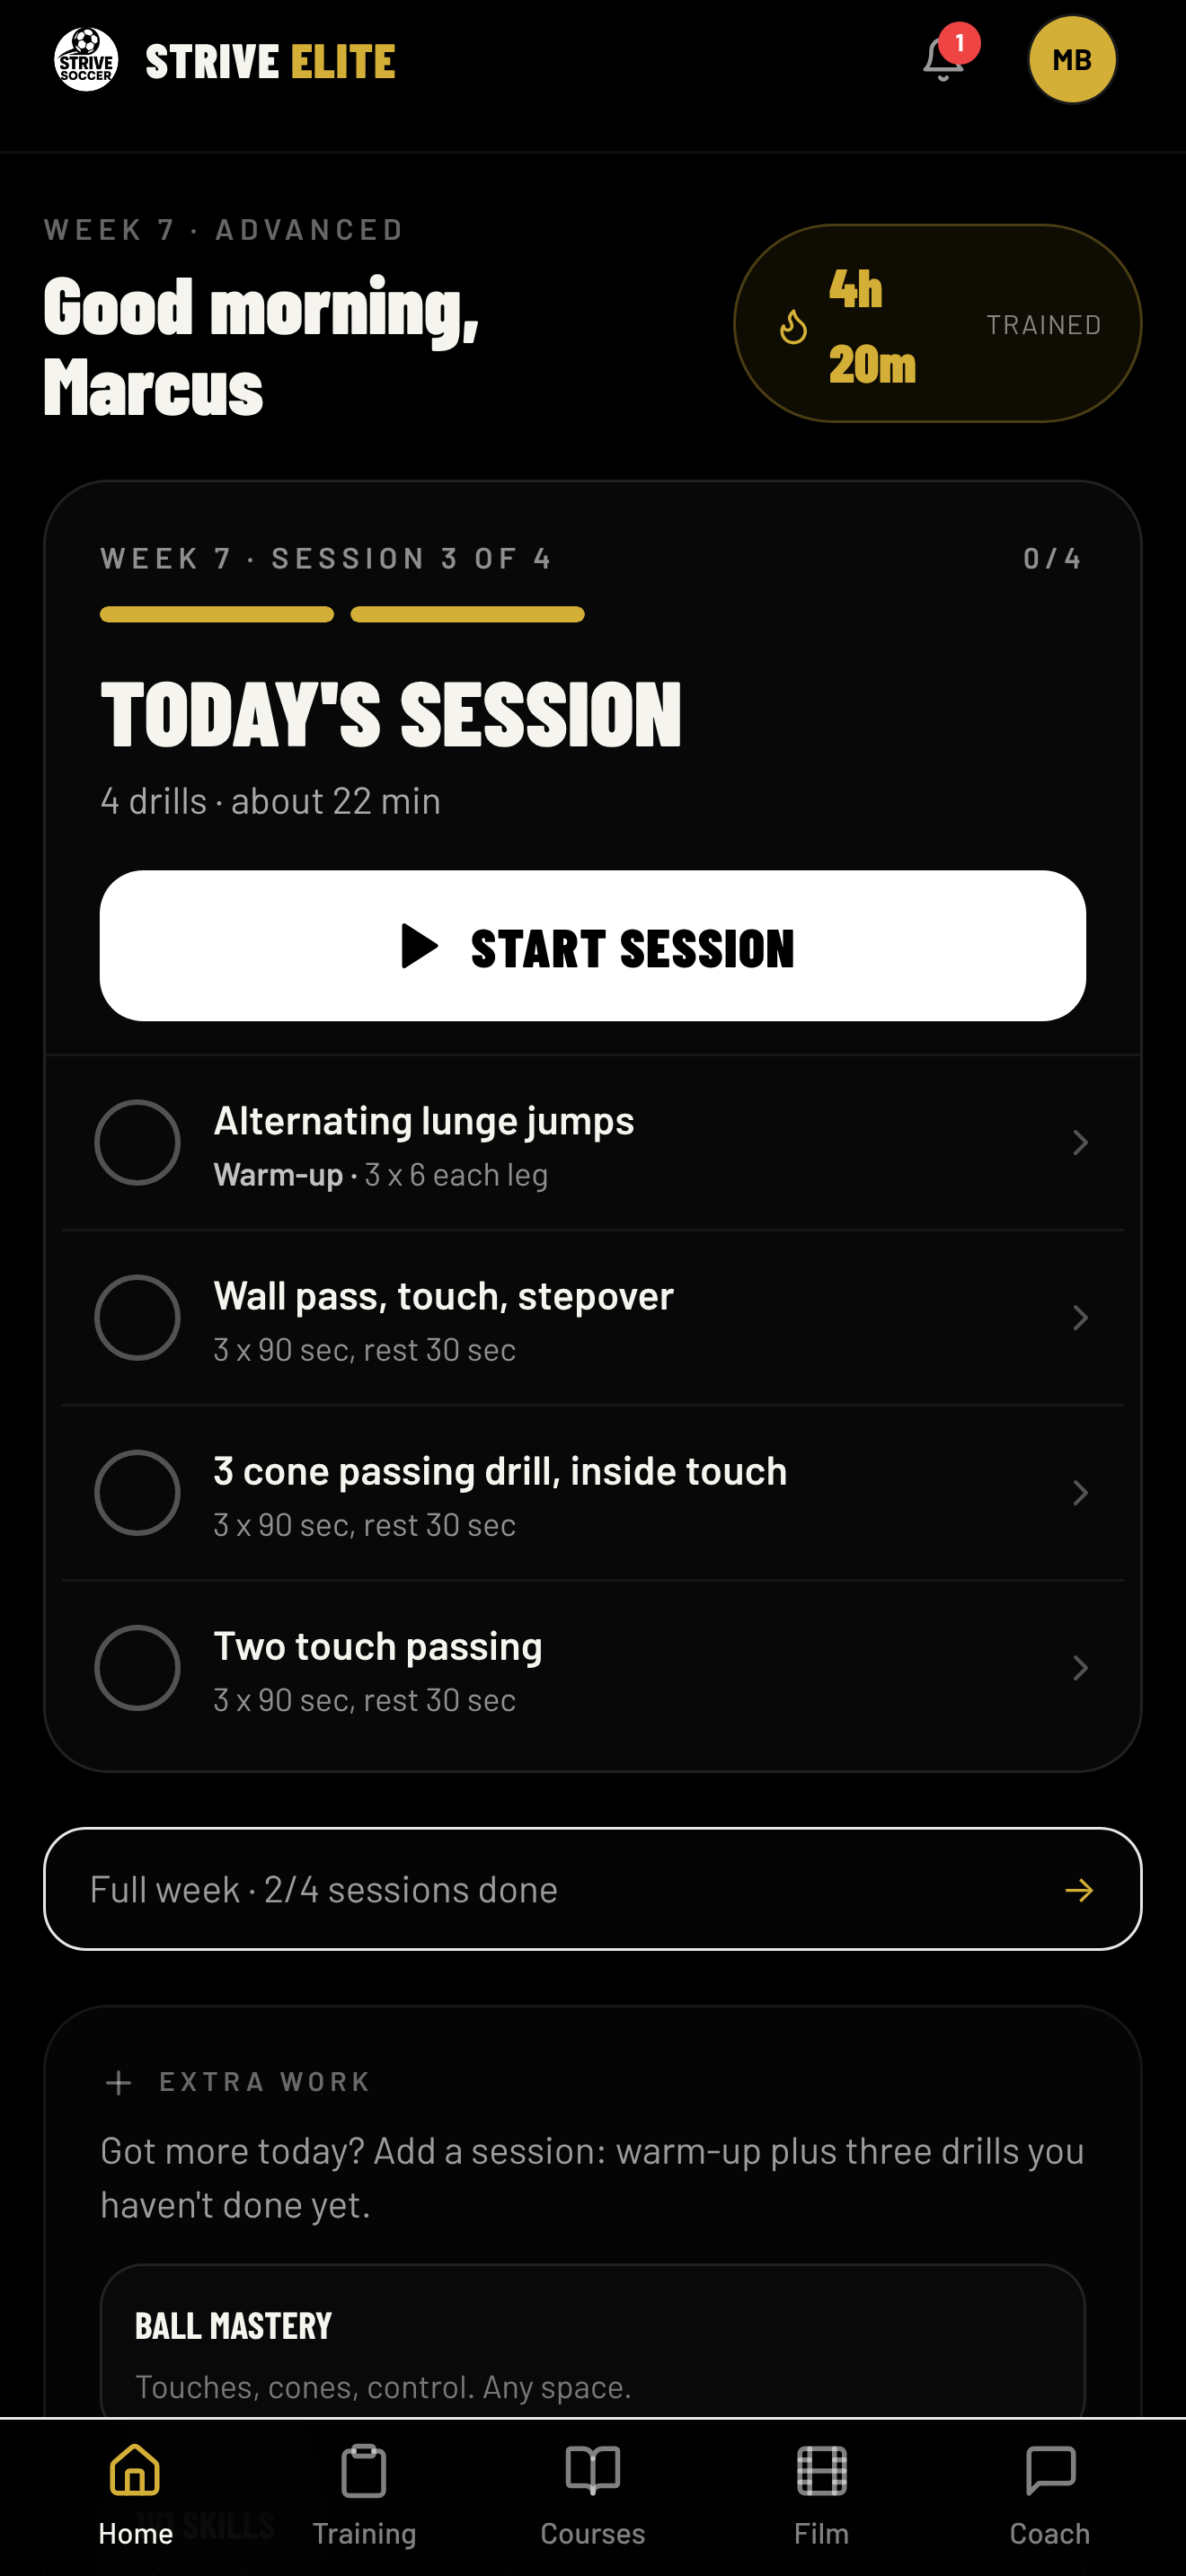 STRIVE
SOCCER
STRIVE ELITE
1
MB
WEEK 7 · ADVANCED
Good morning,
Marcus
4h
20m
TRAINED
WEEK 7 · SESSION 3 OF 4
0/4
TODAY'S SESSION
4 drills · about 22 min
START SESSION
Alternating lunge jumps
Warm-up · 3 x 6 each leg
Wall pass, touch, stepover
3 x 90 sec, rest 30 sec
3 cone passing drill, inside touch
3 x 90 sec, rest 30 sec
Two touch passing
3 x 90 sec, rest 30 sec
Full week · 2/4 sessions done
EXTRA WORK
Got more today? Add a session: warm-up plus three drills you
haven't done yet.
BALL MASTERY
Touches, cones, control. Any space.
SKILLS
Home
Training
Courses
Film
Coach